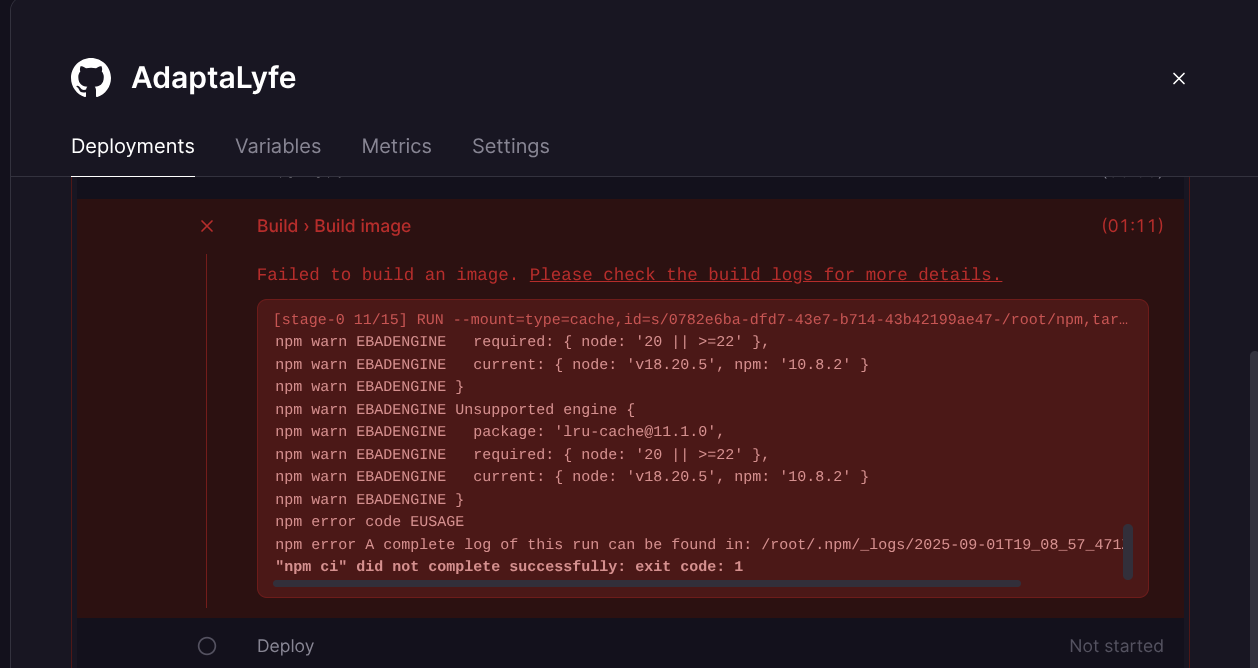 AdaptaLyfe
Deployments Variables Metrics Settings
Build › Build image (01:11)
Failed to build an image. Please check the build logs for more details.
[stage-0 11/15] RUN --mount=type=cache,id=s/0782e6ba-dfd7-43e7-b714-43b42199ae47-/root/npm,tar…
npm warn EBADENGINE   required: { node: '20 || >=22' },
npm warn EBADENGINE   current: { node: 'v18.20.5', npm: '10.8.2' }
npm warn EBADENGINE }
npm warn EBADENGINE Unsupported engine {
npm warn EBADENGINE   package: 'lru-cache@11.1.0',
npm warn EBADENGINE   required: { node: '20 || >=22' },
npm warn EBADENGINE   current: { node: 'v18.20.5', npm: '10.8.2' }
npm warn EBADENGINE }
npm error code EUSAGE
npm error A complete log of this run can be found in: /root/.npm/_logs/2025-09-01T19_08_57_471
"npm ci" did not complete successfully: exit code: 1
Deploy Not started